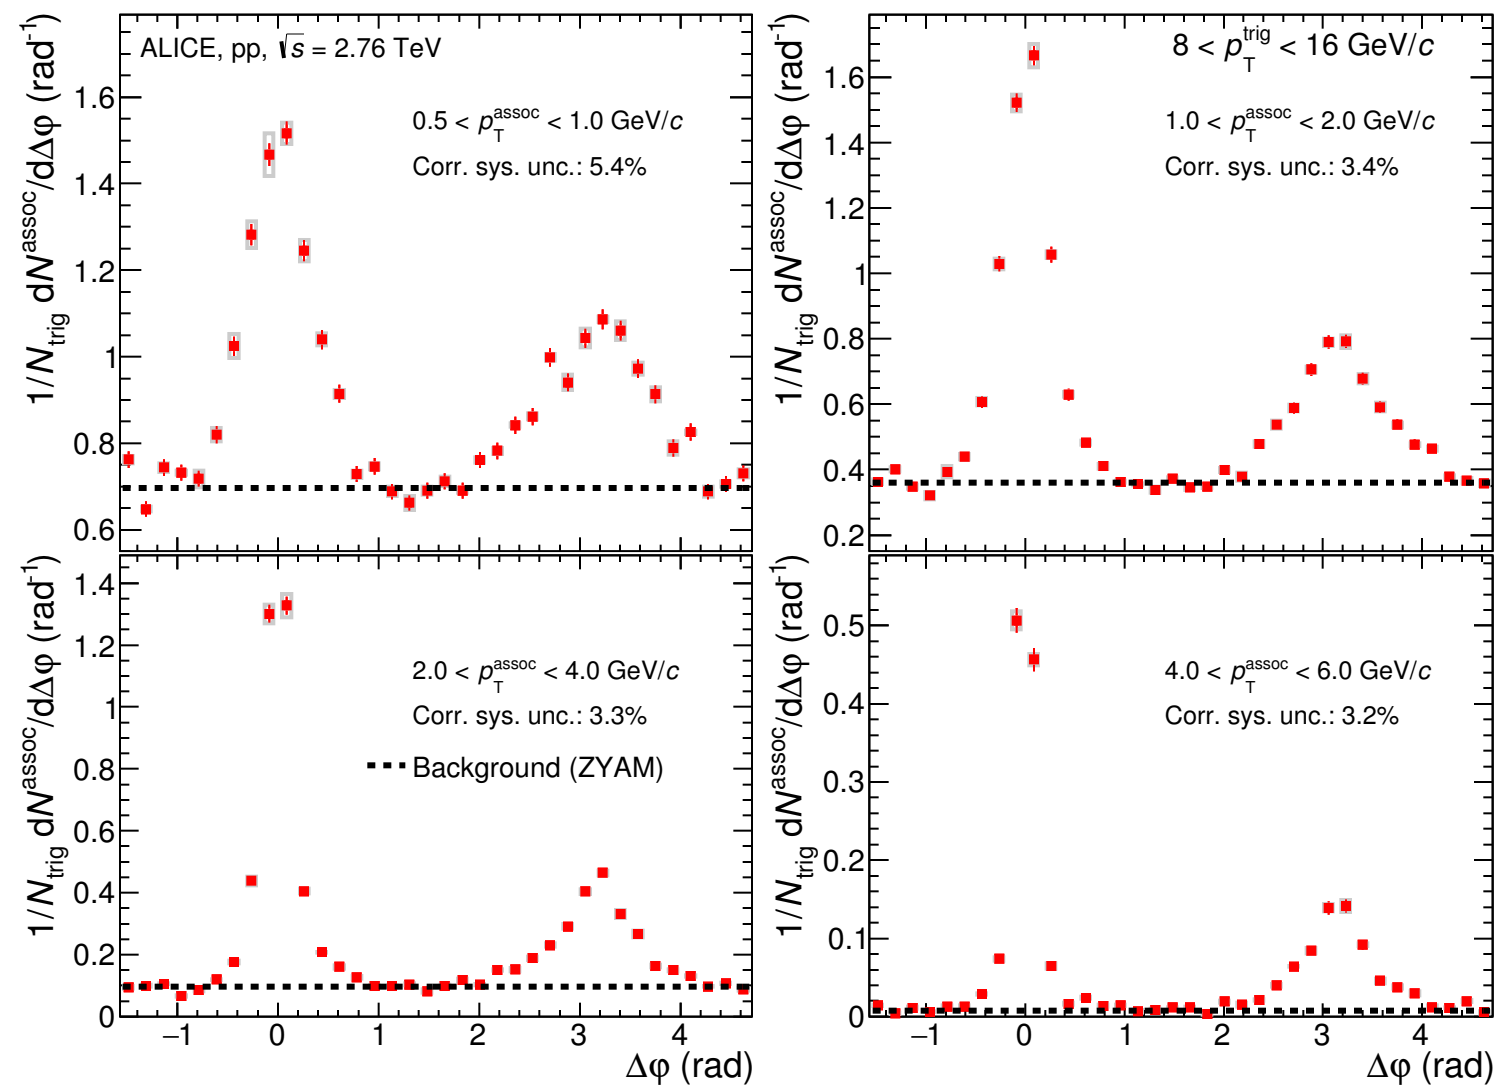 ALICE, pp, √s = 2.76 TeV
0.5 < p_T^assoc < 1.0 GeV/c
Corr. sys. unc.: 5.4%
1/N_trig dN^assoc/dΔφ (rad^-1)
1.6
1.4
1.2
1
0.8
0.6
8 < p_T^trig < 16 GeV/c
1.0 < p_T^assoc < 2.0 GeV/c
Corr. sys. unc.: 3.4%
1/N_trig dN^assoc/dΔφ (rad^-1)
1.6
1.4
1.2
1
0.8
0.6
0.4
0.2
2.0 < p_T^assoc < 4.0 GeV/c
Corr. sys. unc.: 3.3%
Background (ZYAM)
1/N_trig dN^assoc/dΔφ (rad^-1)
1.4
1.2
1
0.8
0.6
0.4
0.2
0
−1 0 1 2 3 4
Δφ (rad)
4.0 < p_T^assoc < 6.0 GeV/c
Corr. sys. unc.: 3.2%
1/N_trig dN^assoc/dΔφ (rad^-1)
0.5
0.4
0.3
0.2
0.1
0
−1 0 1 2 3 4
Δφ (rad)